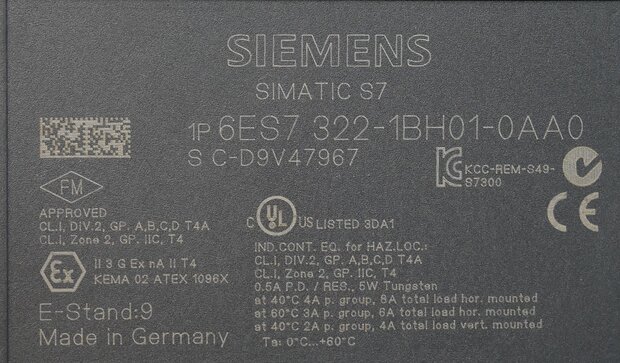 SIEMENS
SIMATIC S7
1P 6ES7 322-1BH01-0AA0
S C-D9V47967
KCC-REM-S49-
S7300
FM
APPROVED
CL.I, DIV.2, GP. A,B,C,D T4A
CL.I, Zone 2, GP. IIC, T4
Ex
II 3 G Ex nA II T4
KEMA 02 ATEX 1096X
E-Stand:9
Made in Germany
C UL US LISTED 3DA1
IND.CONT. EQ. for HAZ.LOC.:
CL.I, DIV.2, GP. A,B,C,D T4A
CL.I, Zone 2, GP. IIC, T4
0.5A P.D. / RES., 5W Tungsten
at 40°C 4A p. group, 8A total load hor. mounted
at 60°C 3A p. group, 6A total load hor. mounted
at 40°C 2A p. group, 4A total load vert. mounted
Ta: 0°C...+60°C
CE